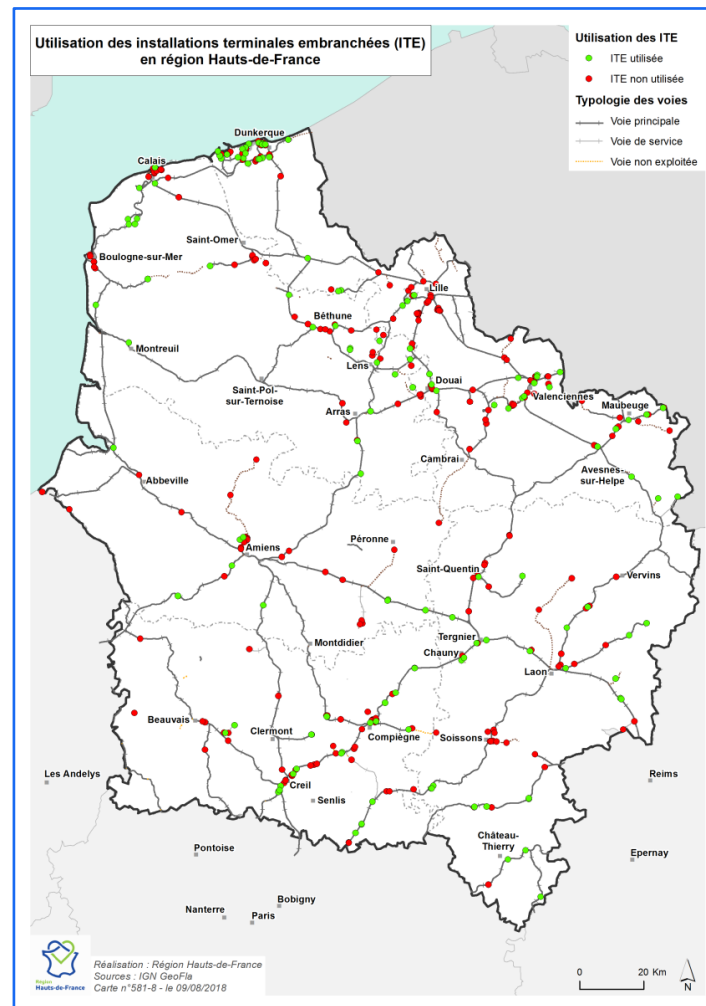 Utilisation des installations terminales embranchées (ITE)
en région Hauts-de-France
Utilisation des ITE
ITE utilisée
ITE non utilisée
Typologie des voies
Voie principale
Voie de service
Voie non exploitée
Dunkerque
Calais
Saint-Omer
Boulogne-sur-Mer
Lille
Béthune
Montreuil
Lens
Douai
Saint-Pol
sur-Ternoise
Valenciennes
Maubeuge
Arras
Cambrai
Avesnes-
sur-Helpe
Abbeville
Péronne
Amiens
Saint-Quentin
Vervins
Montdidier
Tergnier
Chauny
Laon
Beauvais
Clermont
Compiègne
Soissons
Les Andelys
Creil
Senlis
Reims
Château-
Thierry
Pontoise
Epernay
Bobigny
Nanterre
Paris
Région
Hauts-de-France
Réalisation : Région Hauts-de-France
Sources : IGN GeoFla
Carte n°581-8 - le 09/08/2018
0 20 Km
N